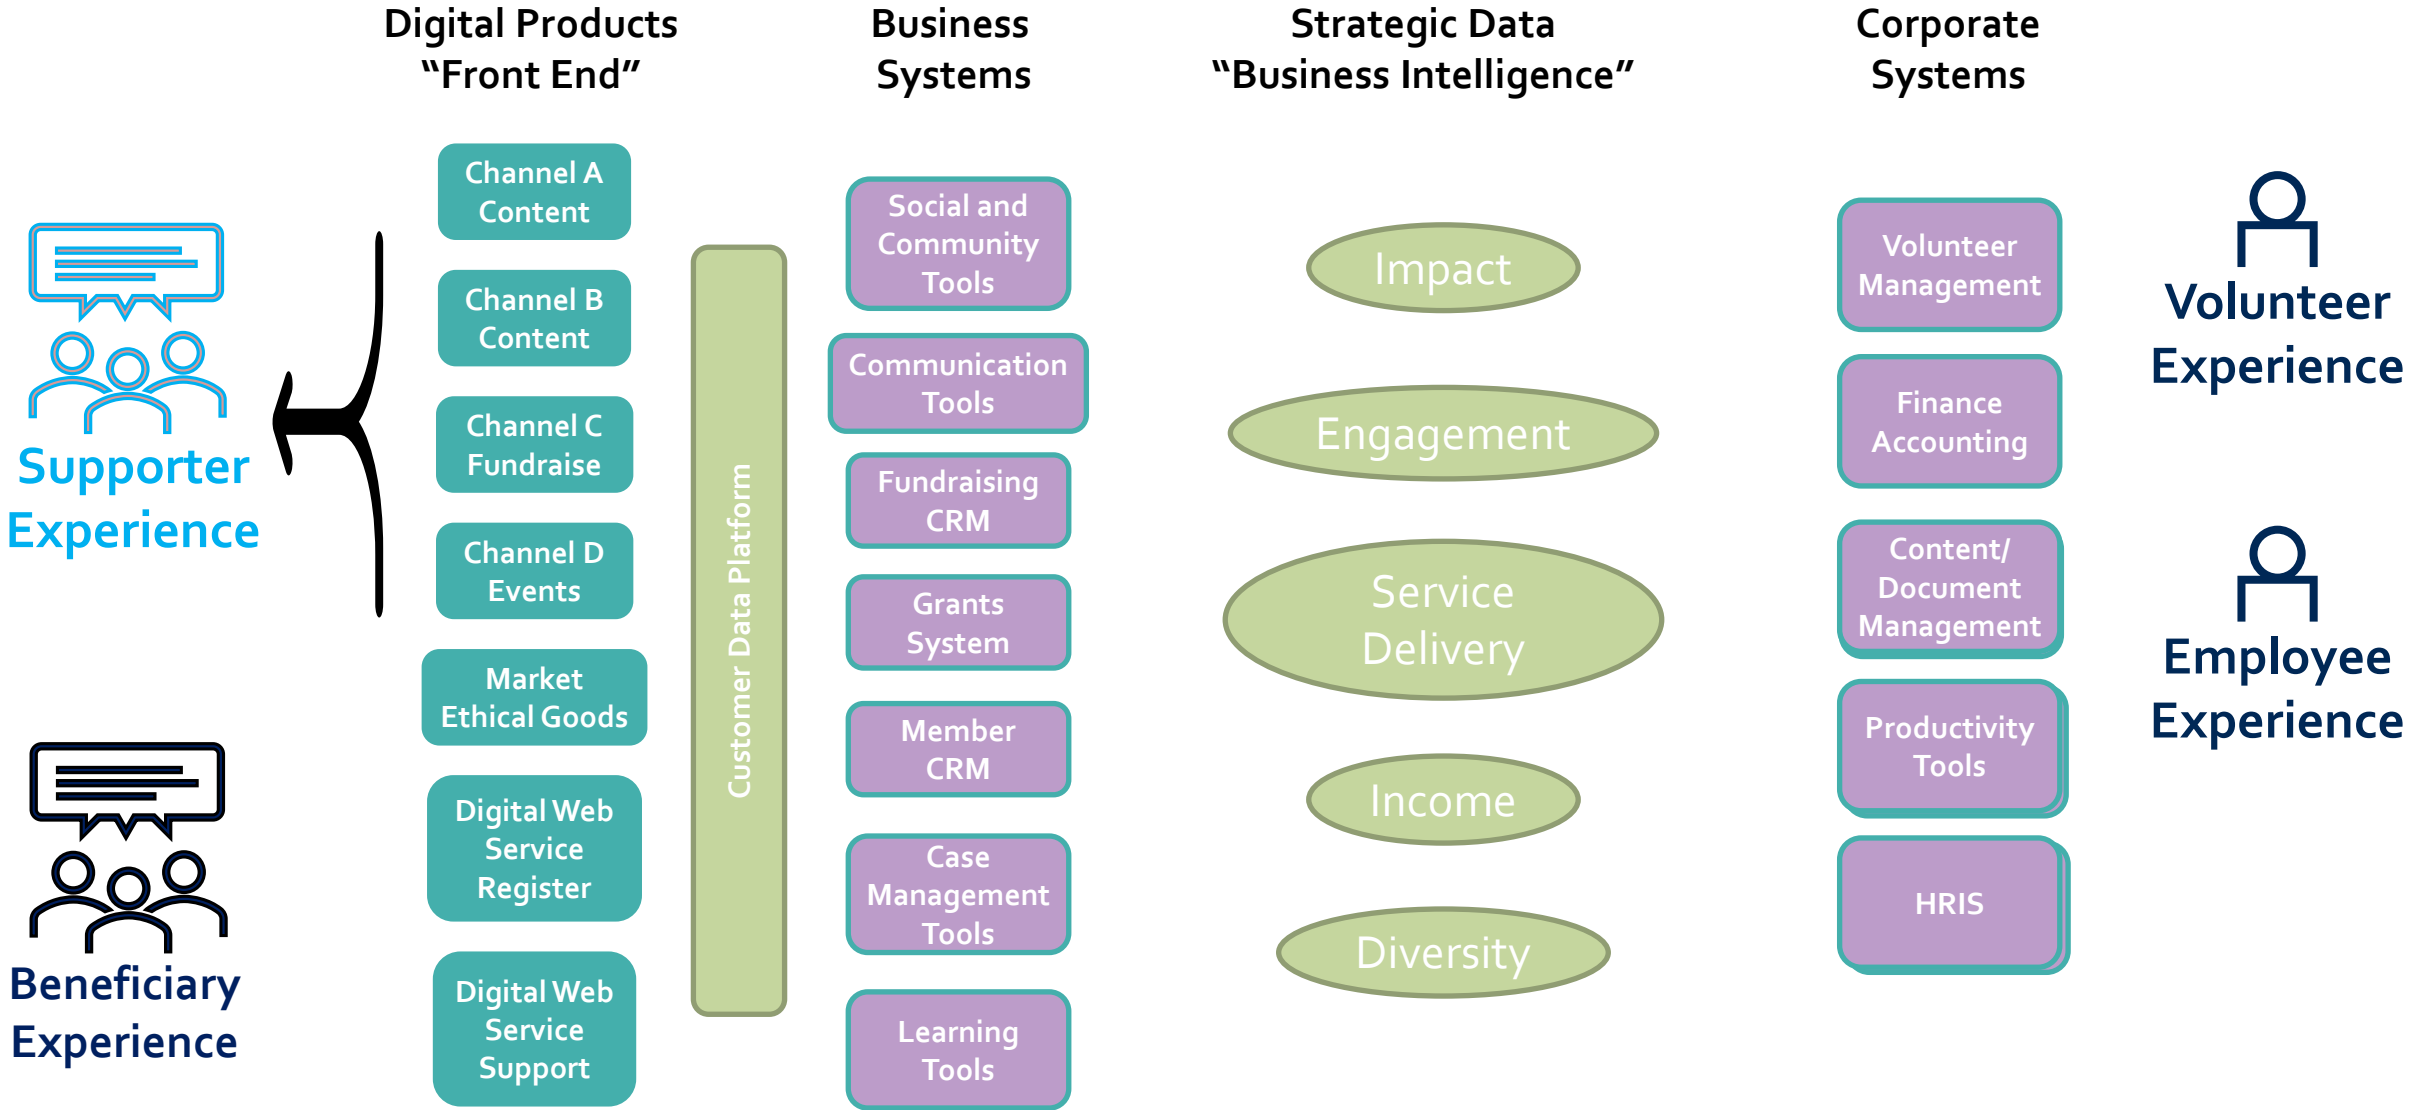 Digital Products
“Front End”
Business
Systems
Strategic Data
“Business Intelligence”
Corporate
Systems
Supporter
Experience
Beneficiary
Experience
Channel A
Content
Channel B
Content
Channel C
Fundraise
Channel D
Events
Market
Ethical Goods
Digital Web
Service
Register
Digital Web
Service
Support
Customer Data Platform
Social and
Community
Tools
Communication
Tools
Fundraising
CRM
Grants
System
Member
CRM
Case
Management
Tools
Learning
Tools
Impact
Engagement
Service
Delivery
Income
Diversity
Volunteer
Management
Finance
Accounting
Content/
Document
Management
Productivity
Tools
HRIS
Volunteer
Experience
Employee
Experience